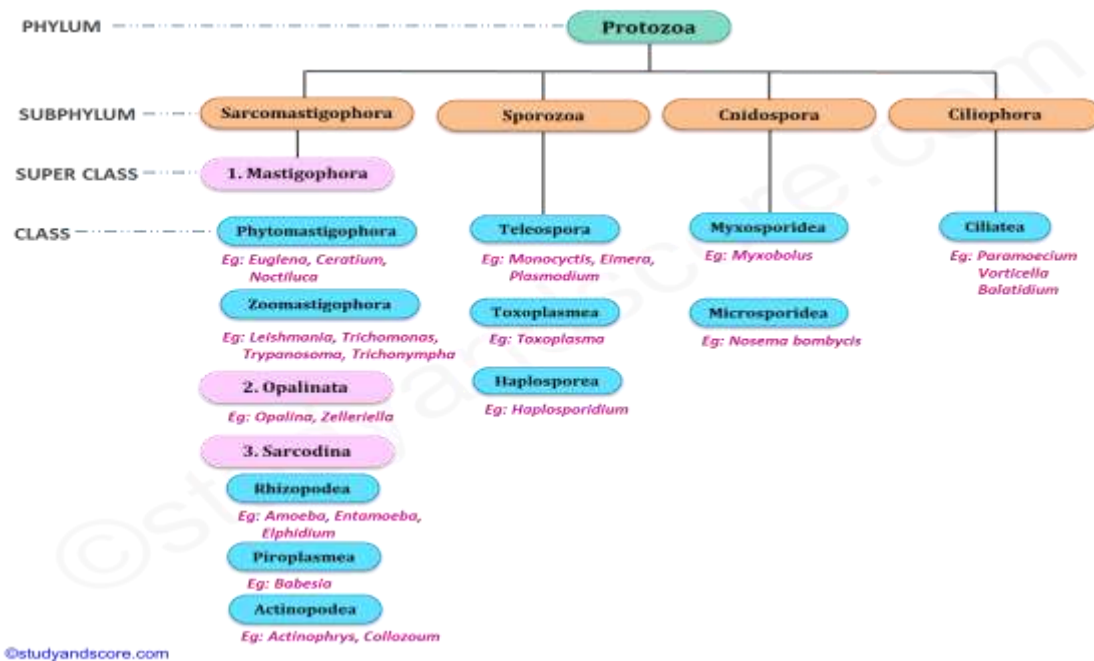 PHYLUM
Protozoa
SUBPHYLUM
Sarcomastigophora
Sporozoa
Cnidospora
Ciliophora
SUPER CLASS
1. Mastigophora
CLASS
Phytomastigophora
Eg: Euglena, Ceratium,
Noctiluca
Zoomastigophora
Eg: Leishmania, Trichomonas,
Trypanosoma, Trichonympha
2. Opalinata
Eg: Opalina, Zelleriella
3. Sarcodina
Rhizopodea
Eg: Amoeba, Entamoeba,
Elphidium
Piroplasmea
Eg: Babesia
Actinopodea
Eg: Actinophrys, Collozoum
Teleospora
Eg: Monocyctis, Eimera,
Plasmodium
Toxoplasmea
Eg: Toxoplasma
Haplosporea
Eg: Haplosporidium
Myxosporidea
Eg: Myxobolus
Microsporidea
Eg: Nosema bombycis
Ciliatea
Eg: Paramoecium
Vorticella
Balatidium
©studyandscore.com
©studyandscore.com